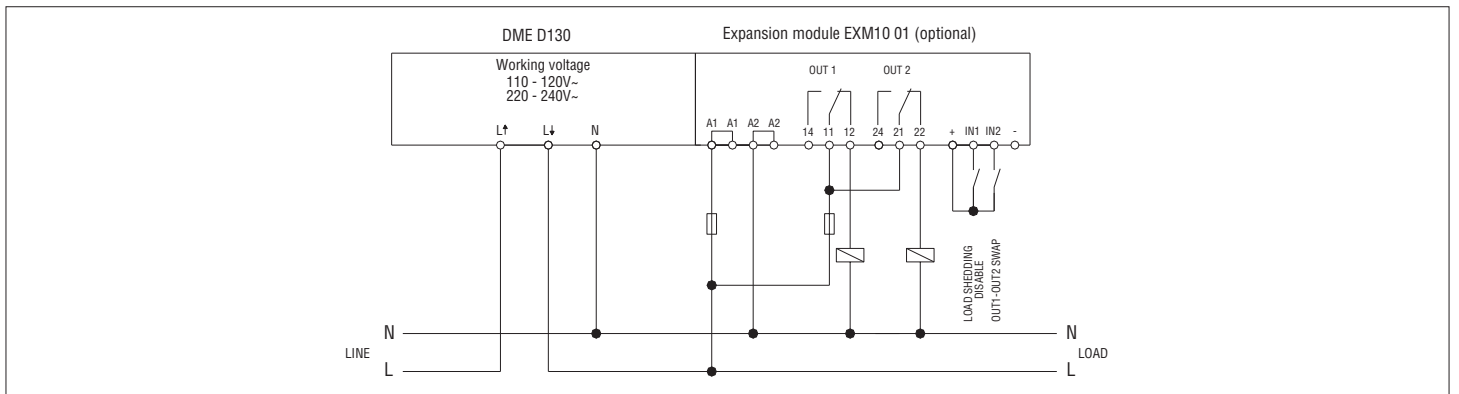 DME D130
Expansion module EXM10 01 (optional)
Working voltage
110 - 120V~
220 - 240V~
OUT 1 OUT 2
L↑ L↓ N
A1 A1 A2 A2 14 11 12 24 21 22 + IN1 IN2 -
LOAD SHEDDING
DISABLE
OUT1-OUT2 SWAP
N N
LINE LOAD
L L